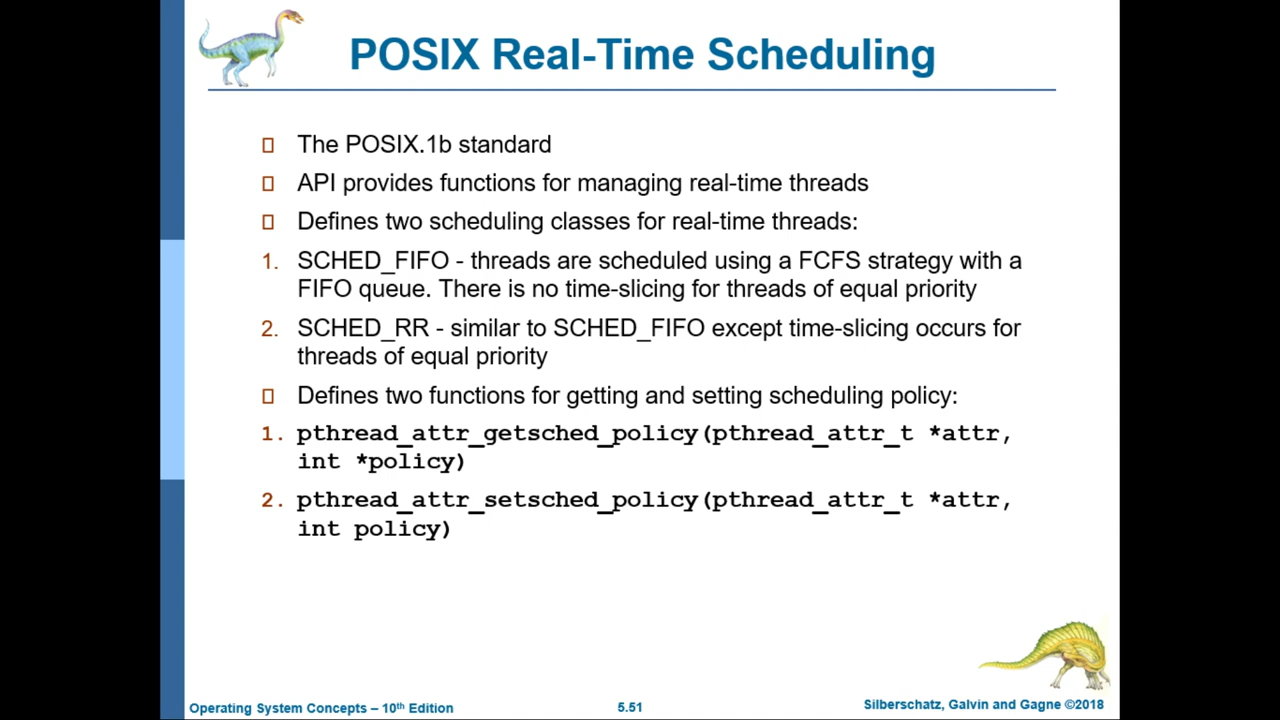 POSIX Real-Time Scheduling
The POSIX.1b standard
API provides functions for managing real-time threads
Defines two scheduling classes for real-time threads:
1. SCHED_FIFO - threads are scheduled using a FCFS strategy with a
FIFO queue. There is no time-slicing for threads of equal priority
2. SCHED_RR - similar to SCHED_FIFO except time-slicing occurs for
threads of equal priority
Defines two functions for getting and setting scheduling policy:
1. pthread_attr_getsched_policy(pthread_attr_t *attr,
int *policy)
2. pthread_attr_setsched_policy(pthread_attr_t *attr,
int policy)
Operating System Concepts – 10th Edition
5.51
Silberschatz, Galvin and Gagne ©2018